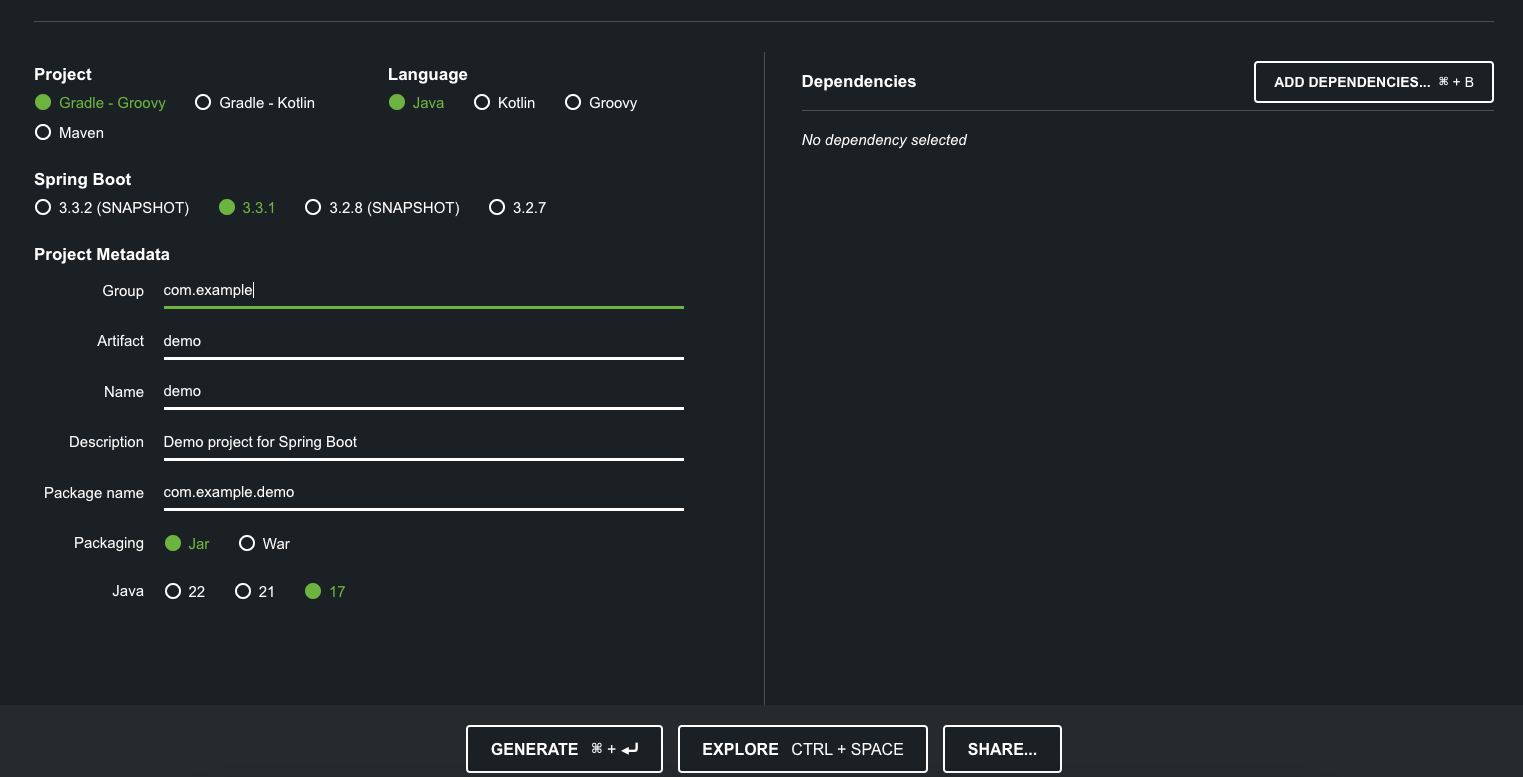 Project
Gradle - Groovy Gradle - Kotlin
Maven
Language
Java Kotlin Groovy
Spring Boot
3.3.2 (SNAPSHOT) 3.3.1 3.2.8 (SNAPSHOT) 3.2.7
Project Metadata
Group com.example
Artifact demo
Name demo
Description Demo project for Spring Boot
Package name com.example.demo
Packaging Jar War
Java 22 21 17
Dependencies
ADD DEPENDENCIES... ⌘ + B
No dependency selected
GENERATE ⌘ + ⏎
EXPLORE CTRL + SPACE
SHARE...